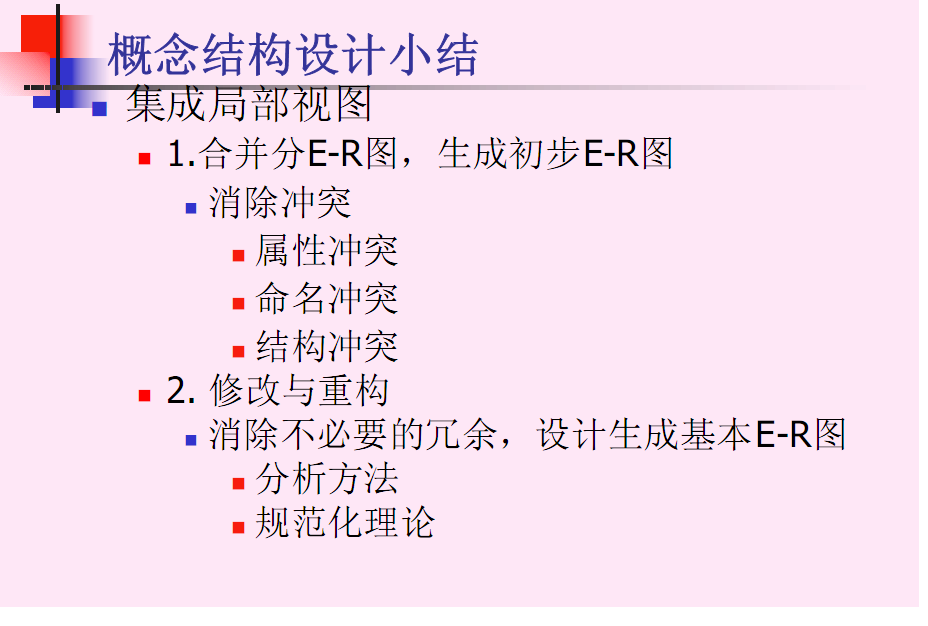 概念结构设计小结
集成局部视图
1.合并分E-R图，生成初步E-R图
消除冲突
属性冲突
命名冲突
结构冲突
2. 修改与重构
消除不必要的冗余，设计生成基本E-R图
分析方法
规范化理论